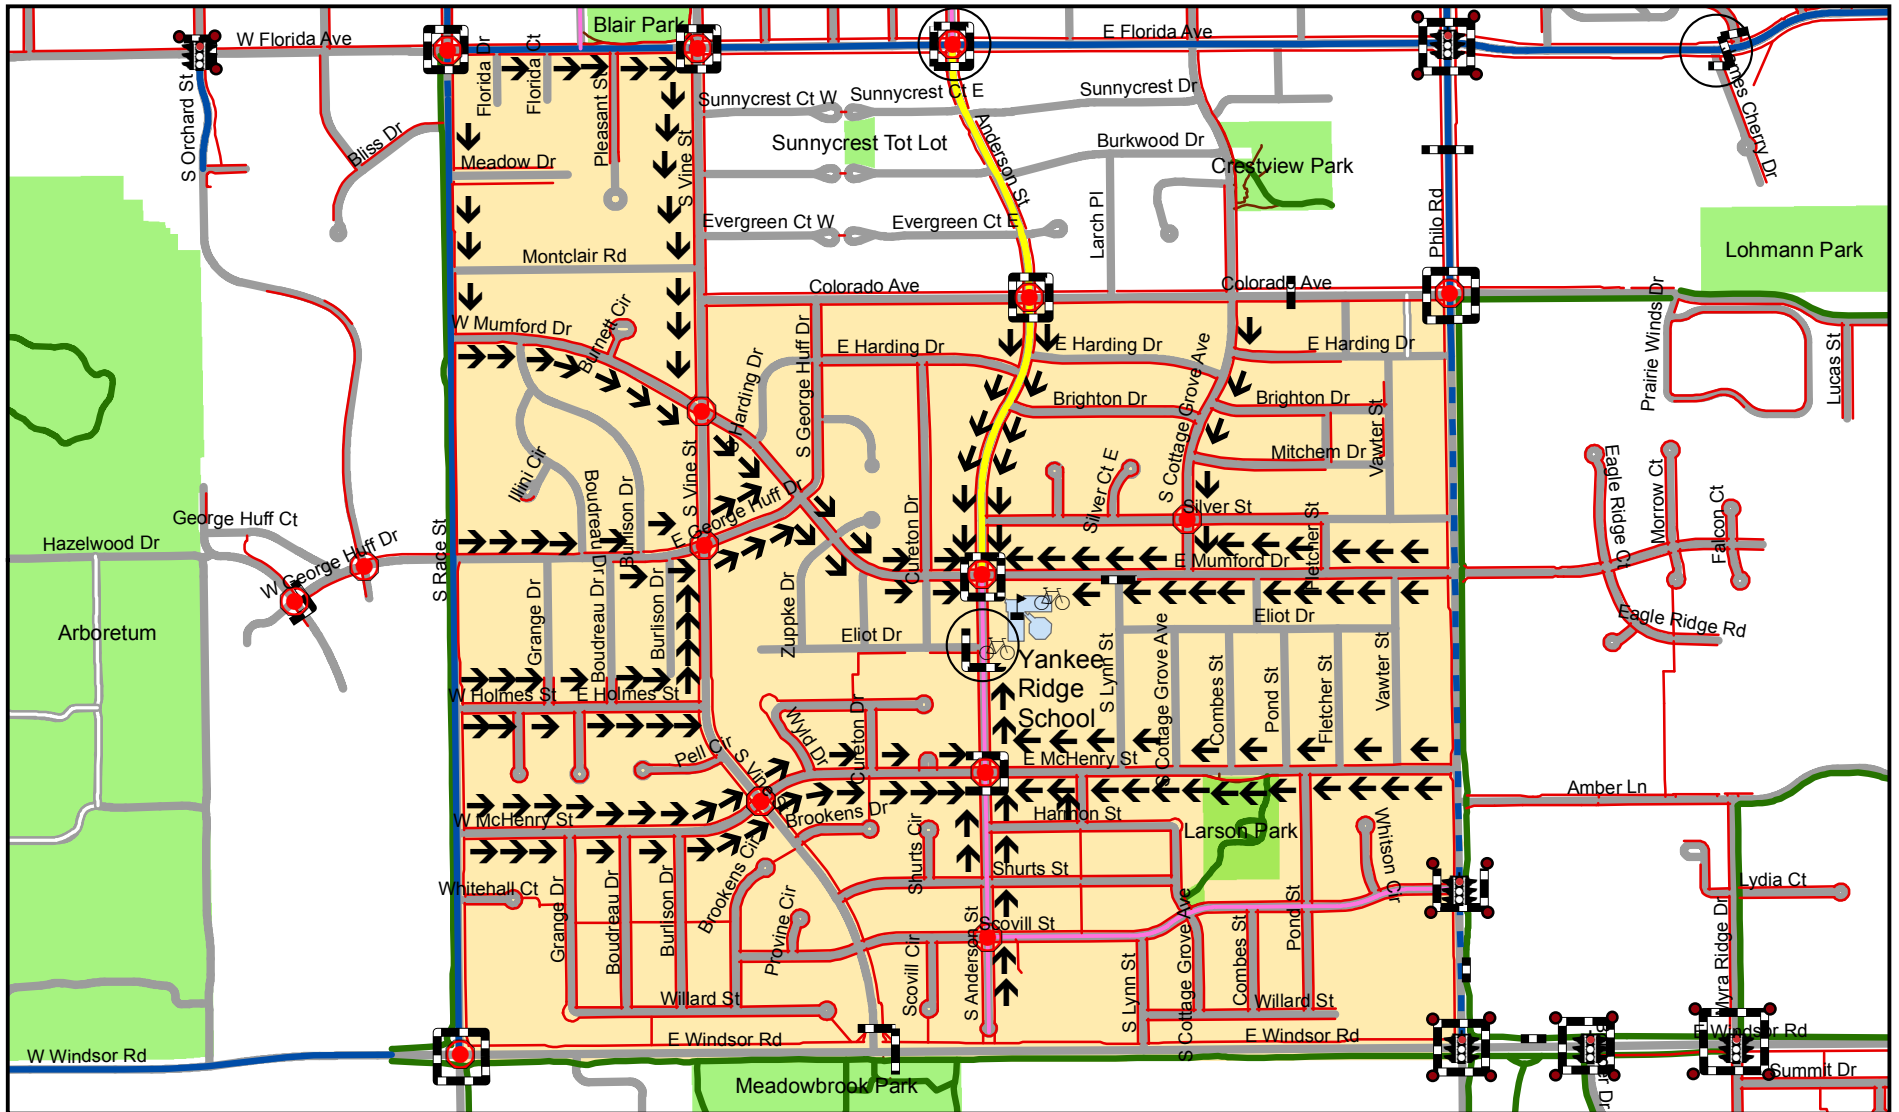 Blair Park
W Florida Ave
E Florida Ave
S Orchard St
Florida Dr
Florida Ct
Pleasant St
Bliss Dr
Meadow Dr
S Vine St
Sunnycrest Ct W
Sunnycrest Ct E
Sunnycrest Dr
Sunnycrest Tot Lot
Anderson St
Burkwood Dr
Crestview Park
Larch Pl
Philo Rd
James Cherry Dr
Evergreen Ct W
Evergreen Ct E
Lohmann Park
Montclair Rd
Colorado Ave
Colorado Ave
W Mumford Dr
Burnett Cir
S Harding Dr
S George Huff Dr
E Harding Dr
E Harding Dr
E Harding Dr
S Cottage Grove Ave
Prairie Winds Dr
Lucas St
Brighton Dr
Brighton Dr
Vawter St
Mitchem Dr
Illini Cir
Boudreau Dr
Burlison Dr
S Vine St
E George Huff Dr
Cureton Dr
Silver Ct E
Silver St
Fletcher St
Eagle Ridge Ct
Morrow Ct
Falcon Ct
George Huff Ct
Hazelwood Dr
W George Huff Dr
S Race St
E Mumford Dr
Arboretum
Grange Dr
Boudreau Dr
Burlison Dr
Zuppke Dr
Eliot Dr
Eliot Dr
Eagle Ridge Rd
Yankee
Ridge
School
S Lynn St
S Cottage Grove Ave
Combes St
Pond St
Fletcher St
Vawter St
W Holmes St
E Holmes St
Pell Cir
S Vine St
Wyld Dr
Cureton Dr
E McHenry St
Amber Ln
W McHenry St
Brookens Dr
Harmon St
Larson Park
Whitson Cir
Brookens Cir
Shurts Cir
Shurts St
Whitehall Ct
Grange Dr
Boudreau Dr
Burlison Dr
Provine Cir
Scovill Cir
S Anderson St
Scovill St
S Cottage Grove Ave
Pond St
Combes St
S Lynn St
Lydia Ct
Myra Ridge Dr
Willard St
Willard St
W Windsor Rd
E Windsor Rd
E Windsor Rd
E Windsor Rd
Meadowbrook Park
Summit Dr